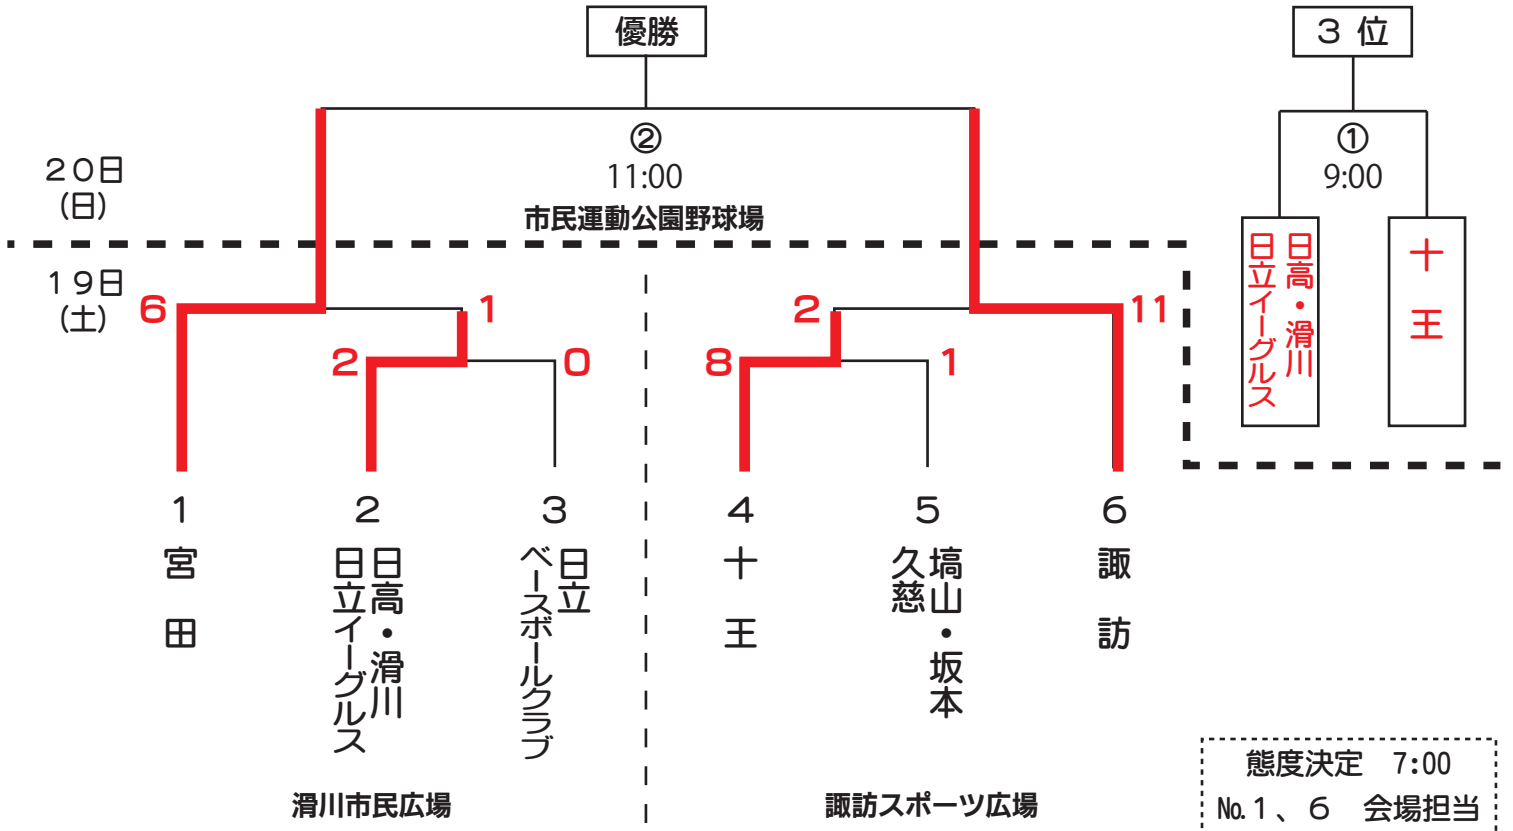 優勝
3 位
②
11:00
市民運動公園野球場
①
9:00
20日
(日)
19日
(土)
日高・滑川
日立イーグルス
十王
6
1
2
11
2
0
8
1
1
2
3
4
5
6
宮田
日高・滑川
日立イーグルス
日立
ベースボールクラブ
十王
塙山・坂本
久慈
諏訪
滑川市民広場
諏訪スポーツ広場
態度決定 7:00
№1、6 会場担当